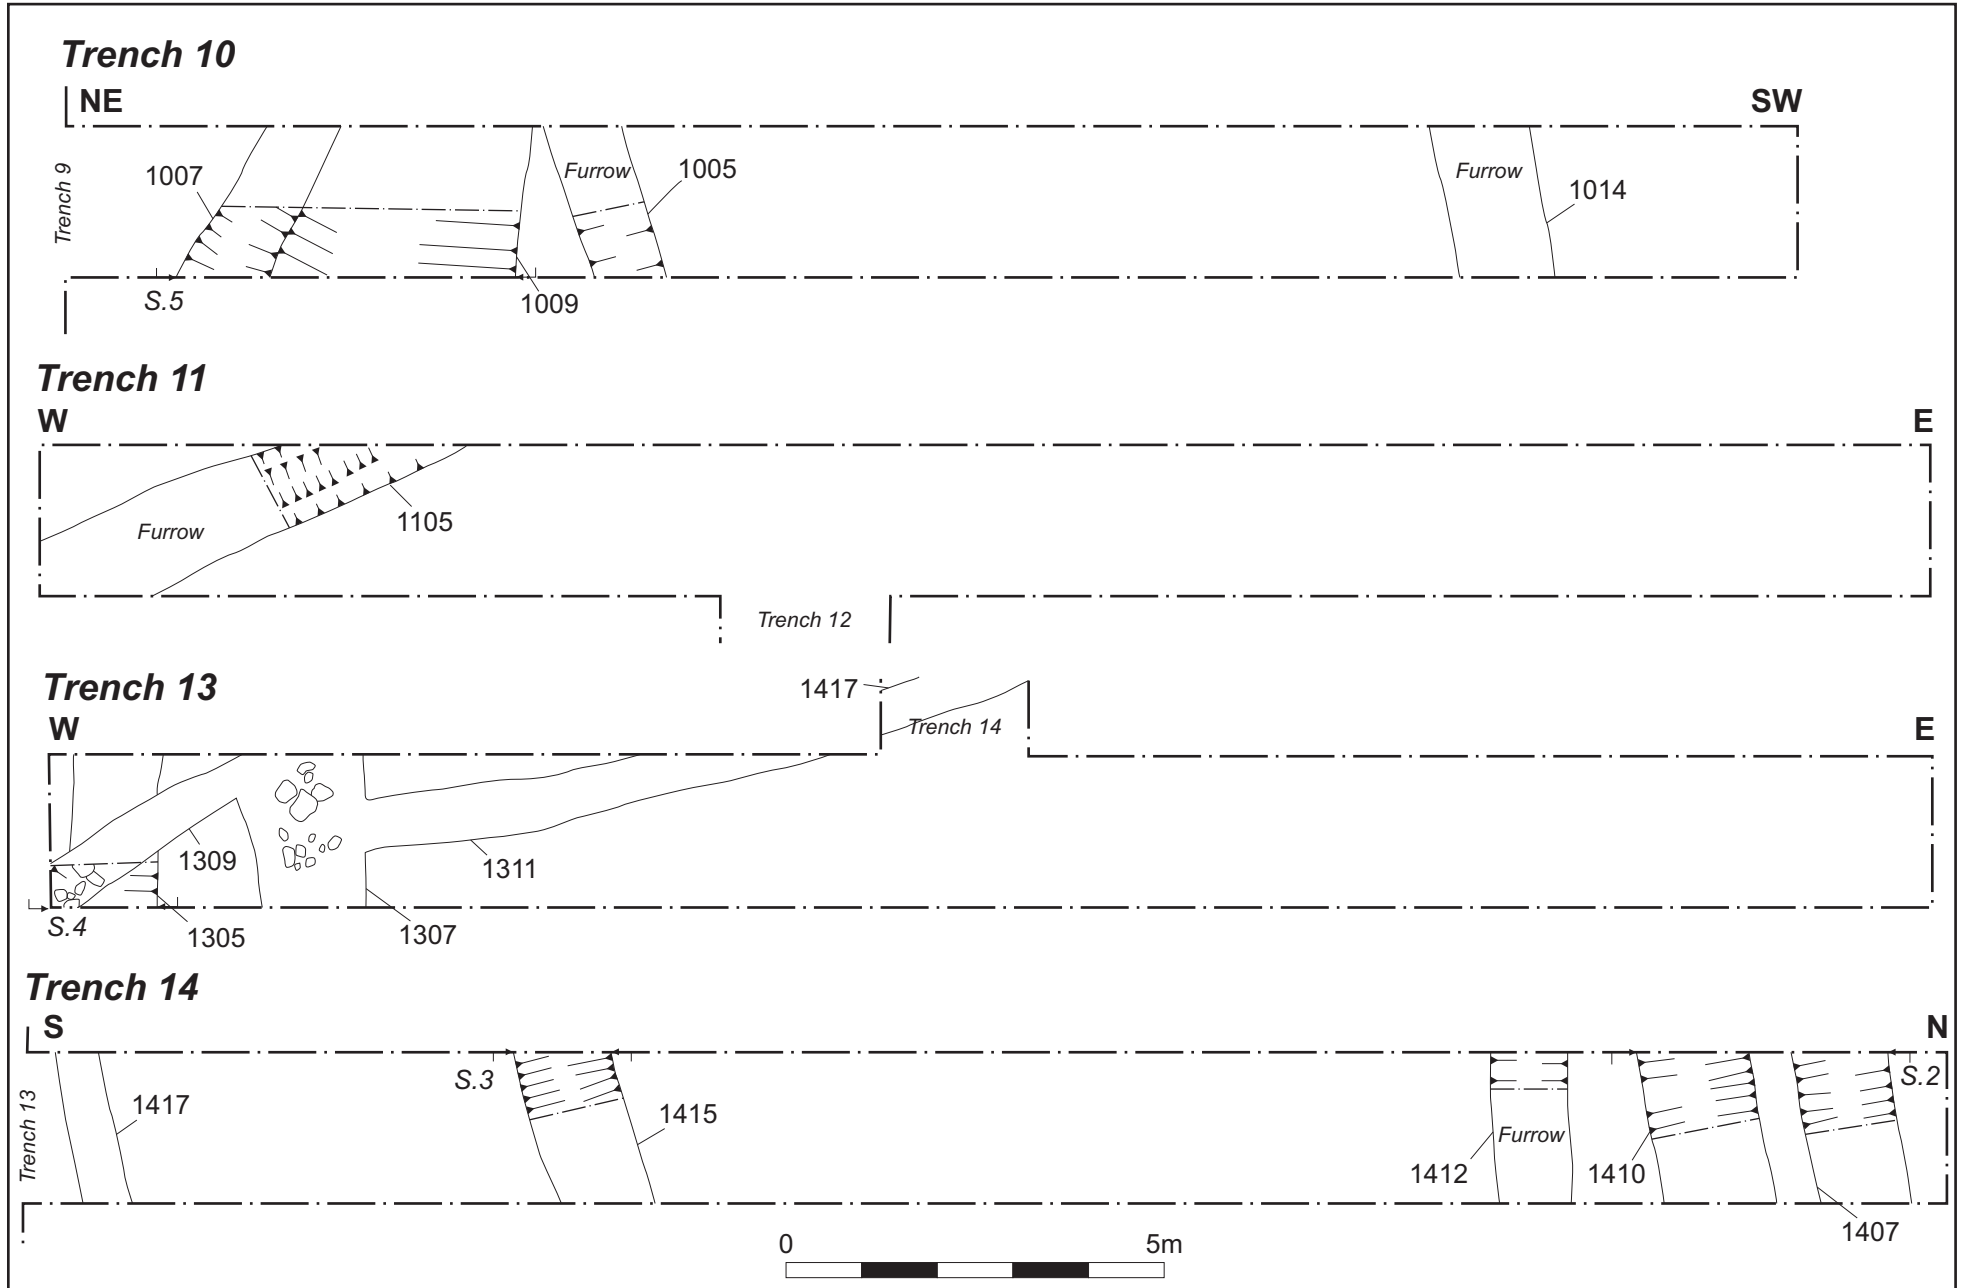 Trench 10
NE SW
1007 Furrow 1005 Furrow 1014
Trench 9
S.5 1009
Trench 11
W E
Furrow 1105
Trench 12
Trench 13
1417
W Trench 14 E
1309 1311
S.4 1305 1307
Trench 14
S N
S.3 S.2
1417 1415
Trench 13
Furrow
1412 1410
1407
0 5m